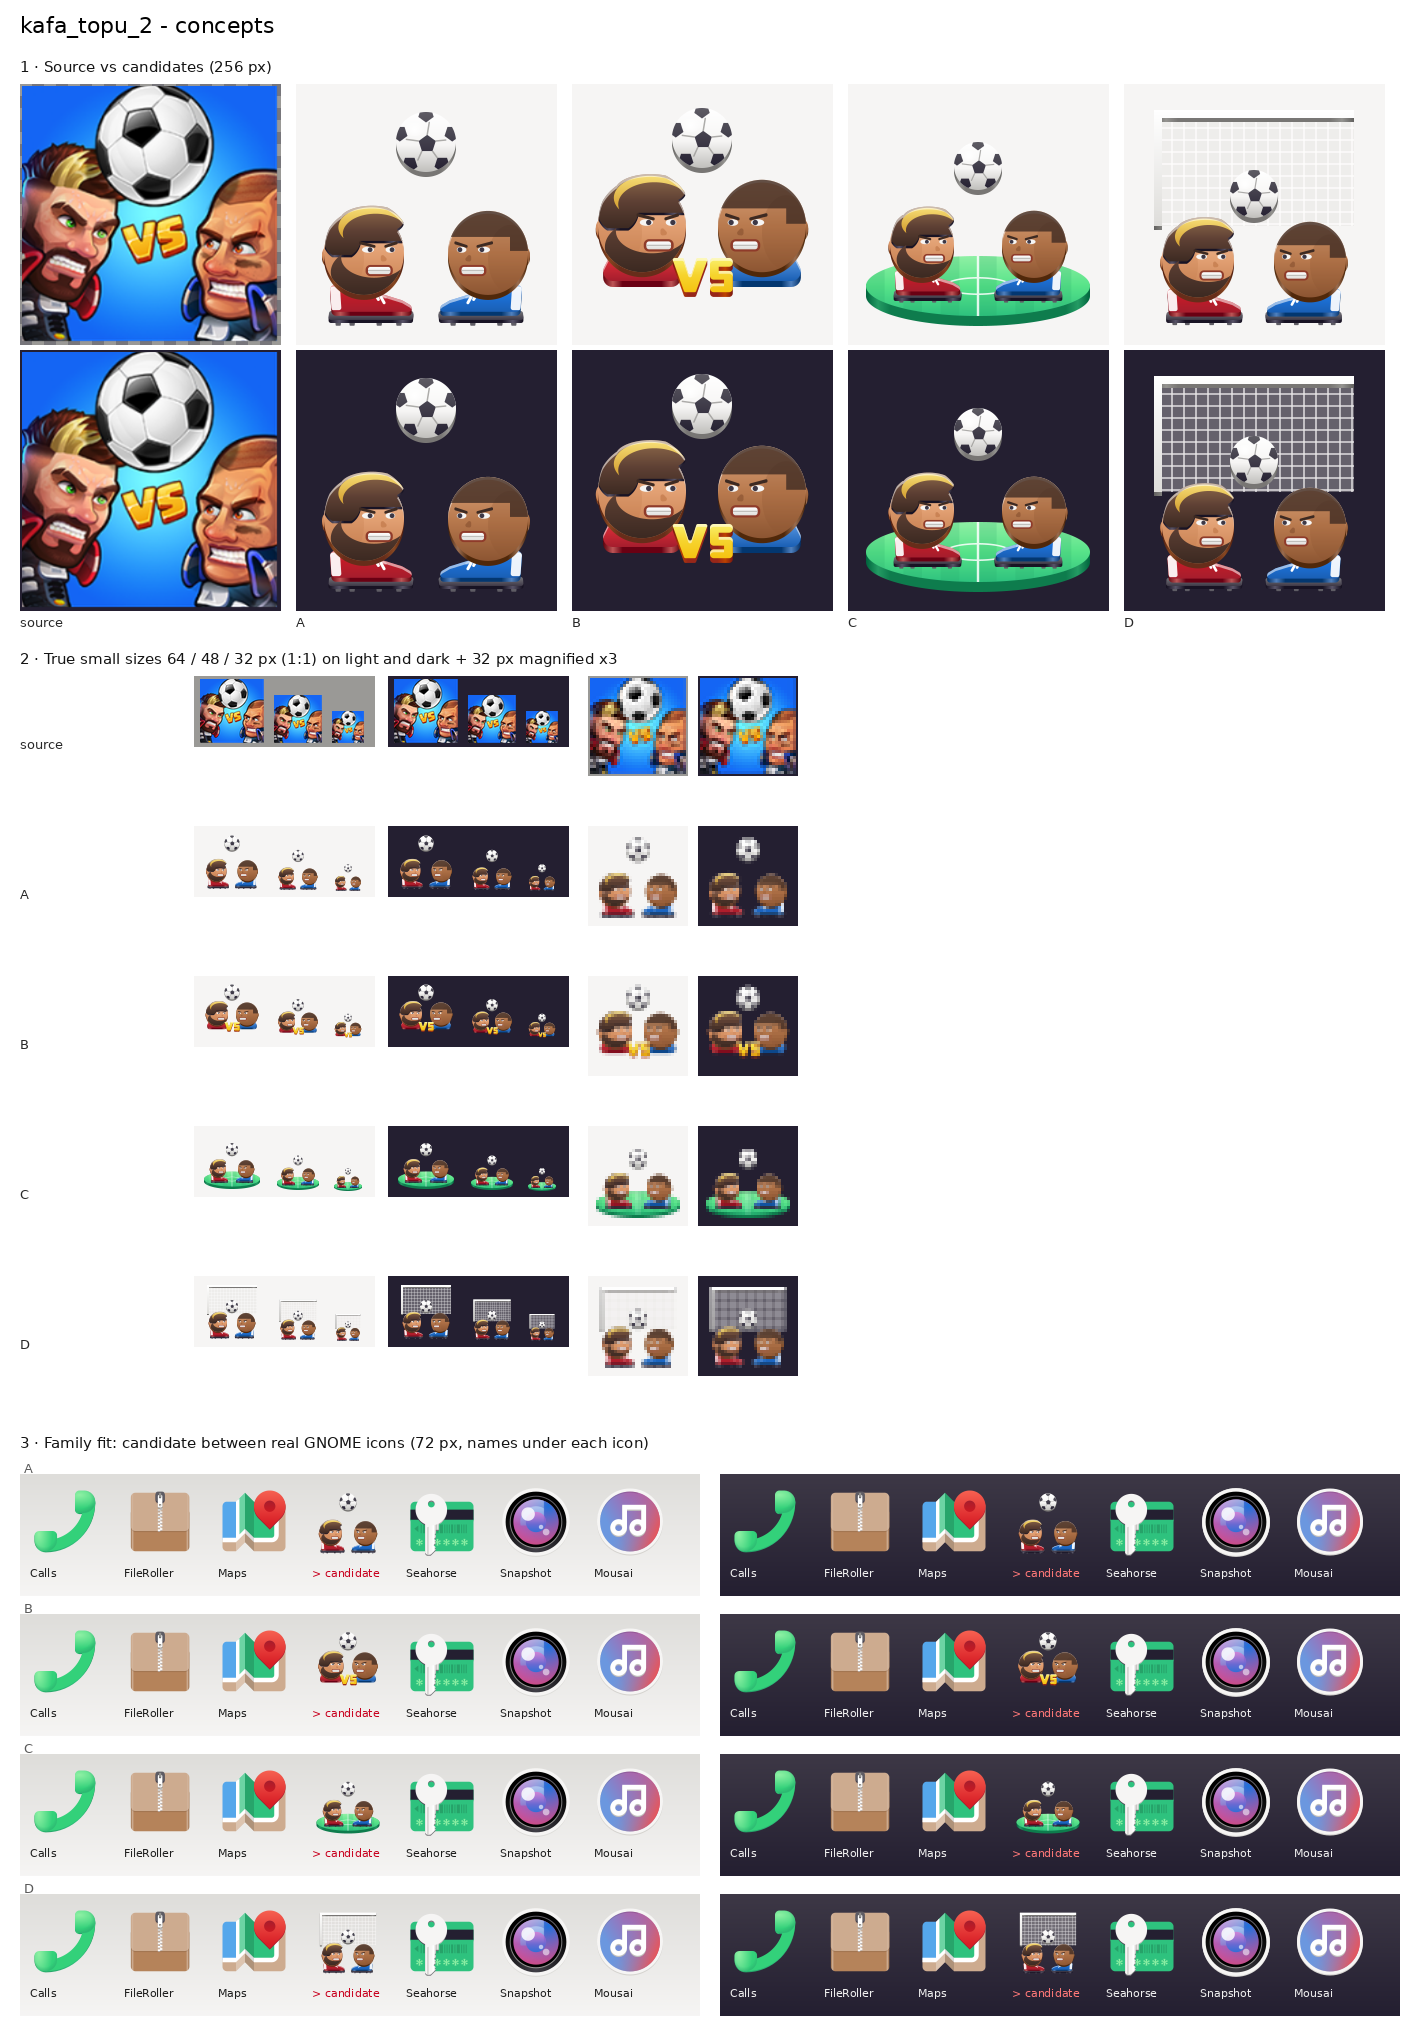 kafa_topu_2 - concepts
1 · Source vs candidates (256 px)
VS
VS
VS
VS
source
A
B
C
D
2 · True small sizes 64 / 48 / 32 px (1:1) on light and dark + 32 px magnified x3
source
A
B
C
D
3 · Family fit: candidate between real GNOME icons (72 px, names under each icon)
A
Calls FileRoller Maps > candidate Seahorse Snapshot Mousai Calls FileRoller Maps > candidate Seahorse Snapshot Mousai
B
Calls FileRoller Maps > candidate Seahorse Snapshot Mousai Calls FileRoller Maps > candidate Seahorse Snapshot Mousai
C
Calls FileRoller Maps > candidate Seahorse Snapshot Mousai Calls FileRoller Maps > candidate Seahorse Snapshot Mousai
D
Calls FileRoller Maps > candidate Seahorse Snapshot Mousai Calls FileRoller Maps > candidate Seahorse Snapshot Mousai